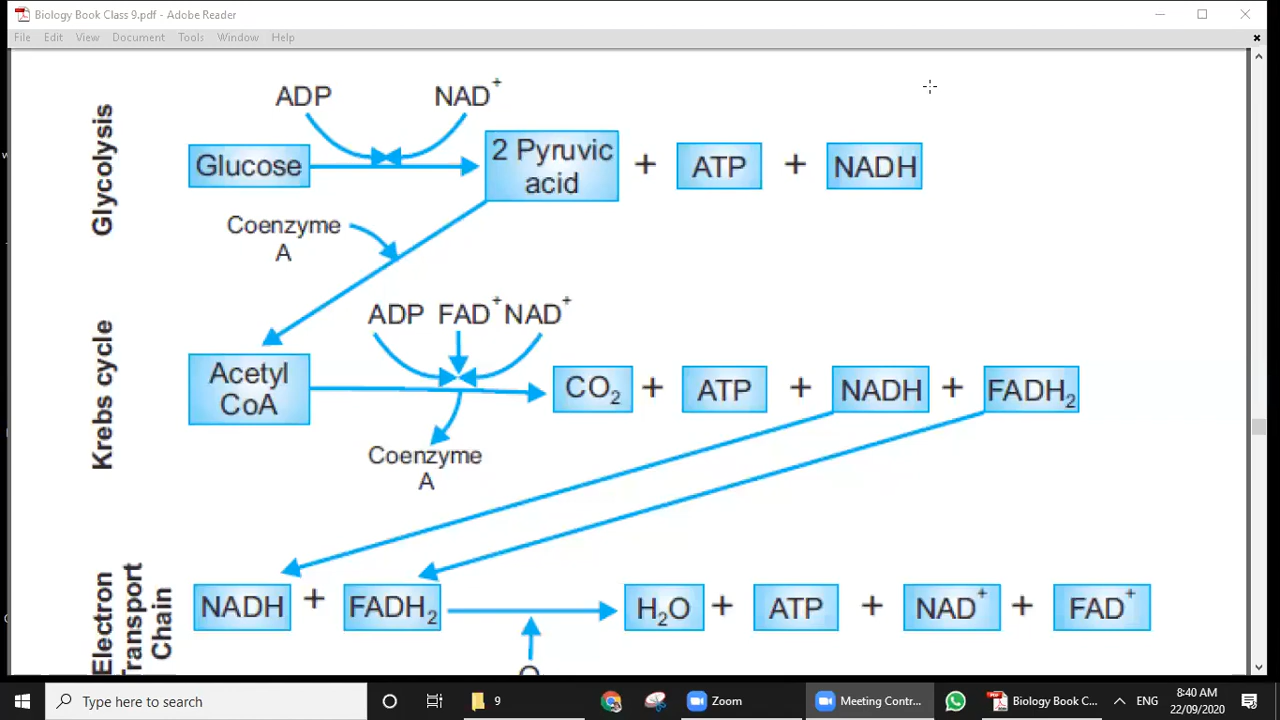 Biology Book Class 9.pdf - Adobe Reader
File Edit View Document Tools Window Help
ADP NAD+
Glycolysis
Glucose
2 Pyruvic acid + ATP + NADH
Coenzyme
A
ADP FAD+ NAD+
Krebs cycle
Acetyl
CoA
CO2 + ATP + NADH + FADH2
Coenzyme
A
Electron
Transport
Chain
NADH + FADH2
H2O + ATP + NAD+ + FAD+
Type here to search
9
Zoom
Meeting Contr...
Biology Book C...
ENG
8:40 AM
22/09/2020